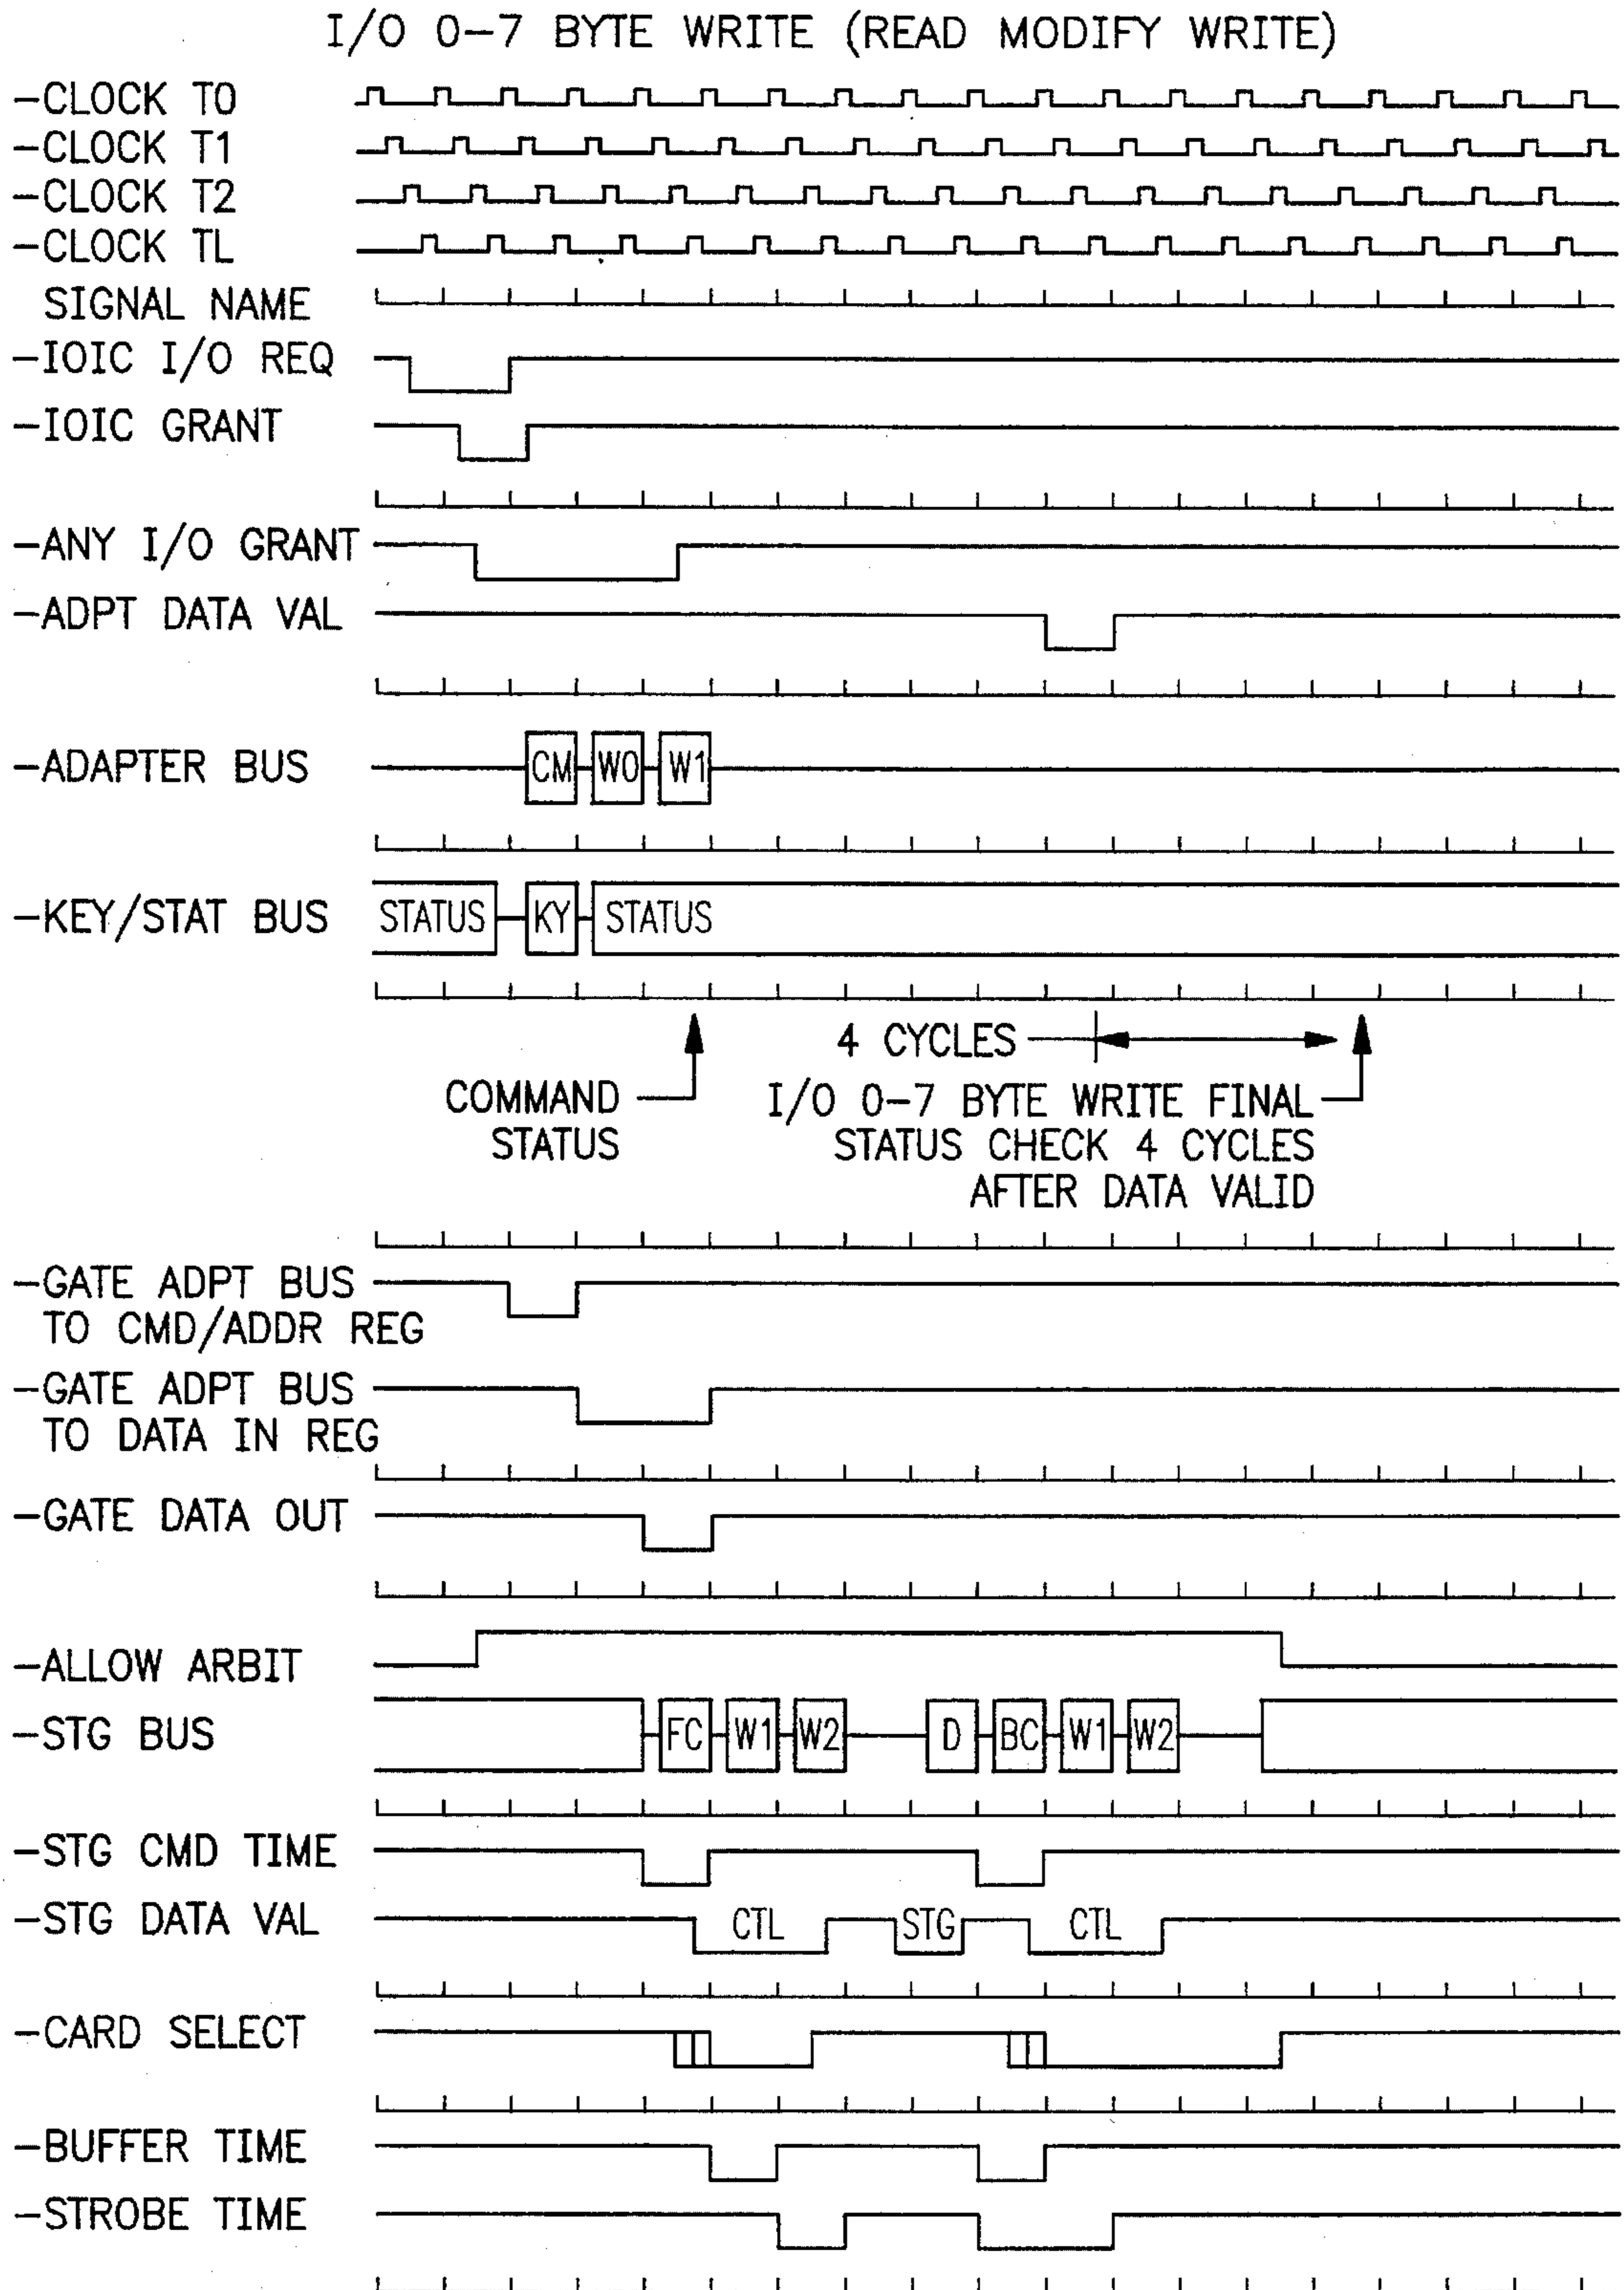 I/O 0-7 BYTE WRITE (READ MODIFY WRITE)
-CLOCK T0
-CLOCK T1
-CLOCK T2
-CLOCK TL
SIGNAL NAME
-IOIC I/O REQ
-IOIC GRANT
-ANY I/O GRANT
-ADPT DATA VAL
-ADAPTER BUS CM W0 W1
-KEY/STAT BUS STATUS KY STATUS
4 CYCLES
COMMAND
STATUS
I/O 0-7 BYTE WRITE FINAL
STATUS CHECK 4 CYCLES
AFTER DATA VALID
-GATE ADPT BUS
TO CMD/ADDR REG
-GATE ADPT BUS
TO DATA IN REG
-GATE DATA OUT
-ALLOW ARBIT
-STG BUS FC W1 W2 D BC W1 W2
-STG CMD TIME
-STG DATA VAL CTL STG CTL
-CARD SELECT
-BUFFER TIME
-STROBE TIME